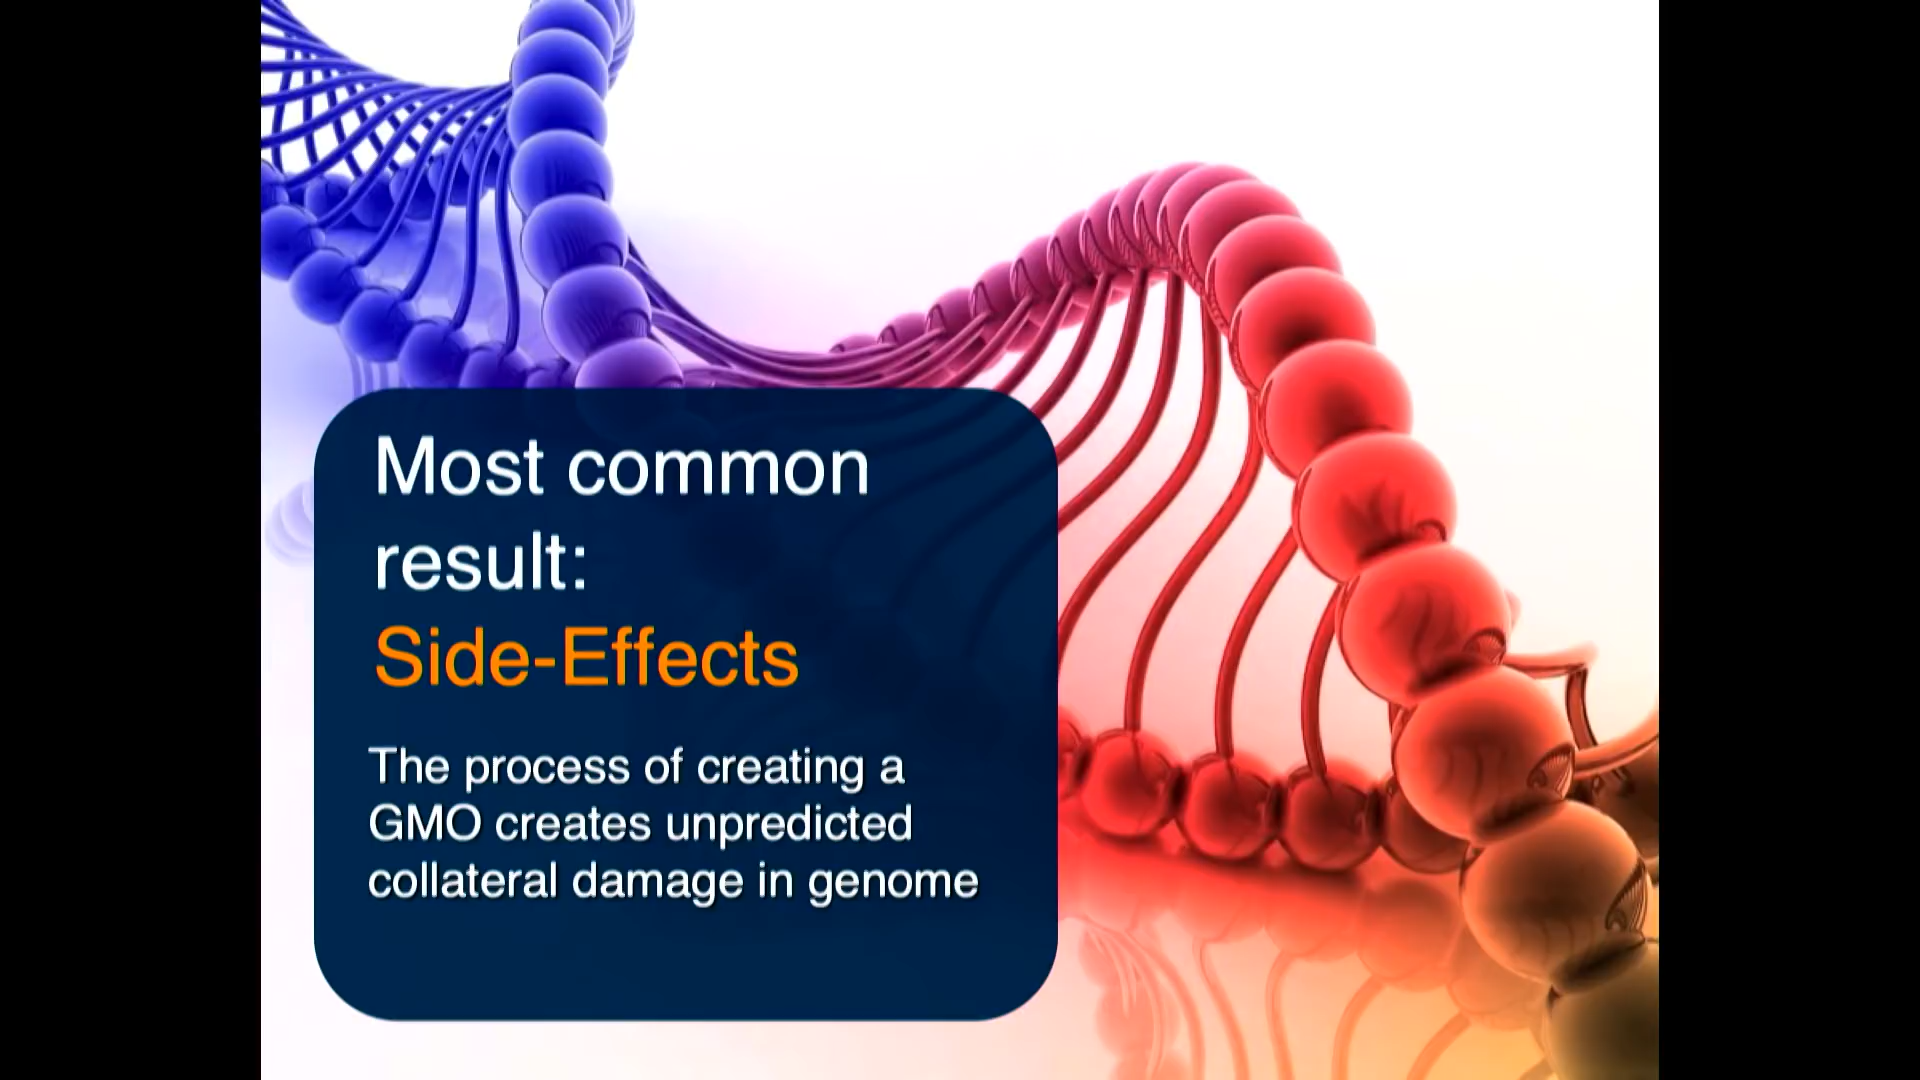 Most common
result:
Side-Effects
The process of creating a
GMO creates unpredicted
collateral damage in genome